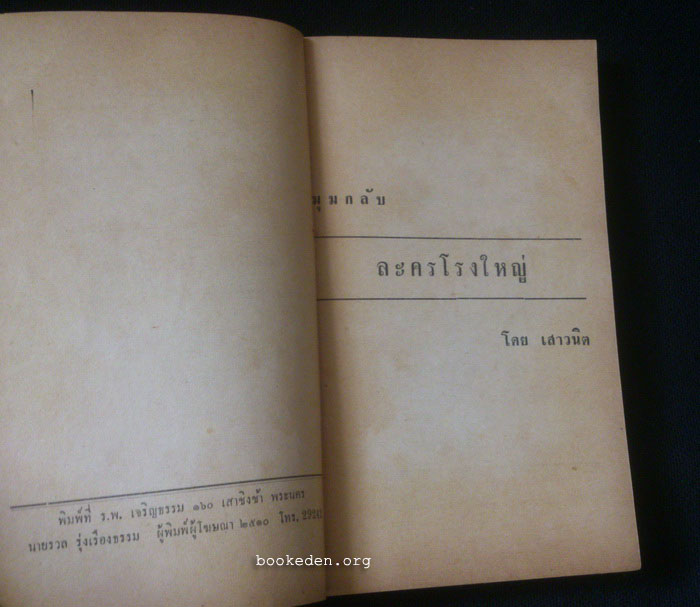 พิมพ์ที่ ร.พ. เจริญธรรม ๑๖๐ เสาชิงช้า พระนคร
นายรวล รุ่งเรืองธรรม ผู้พิมพ์ผู้โฆษณา ๒๕๑๐ โทร.
มุมกลับ
ละครโรงใหญ่
โดย เสาวนิต
bookeden.org